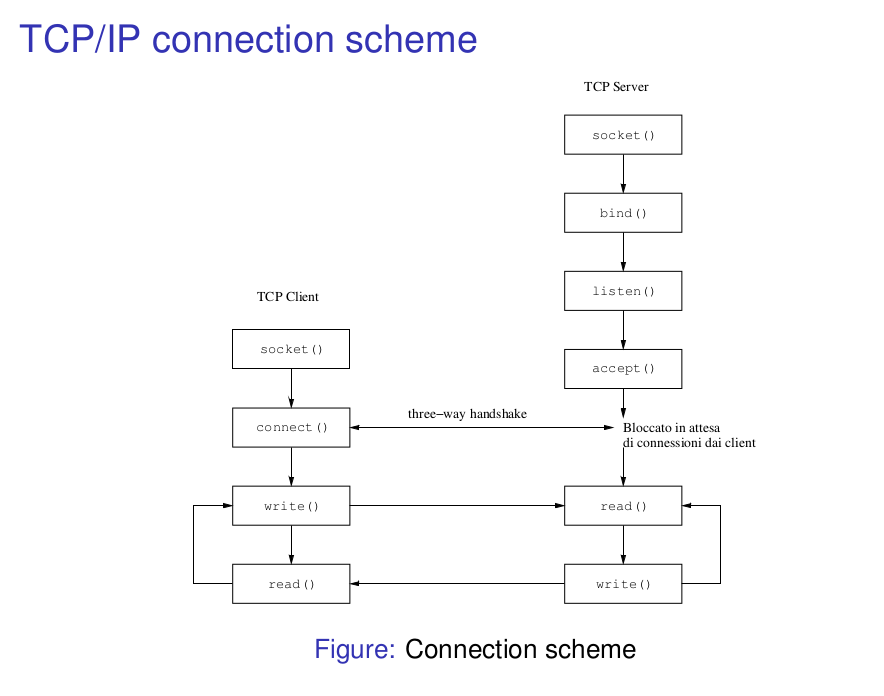 TCP/IP connection scheme
TCP Server
socket()
bind()
listen()
TCP Client
socket()
accept()
three−way handshake
connect()
Bloccato in attesa
di connessioni dai client
write()
read()
read()
write()
Figure: Connection scheme